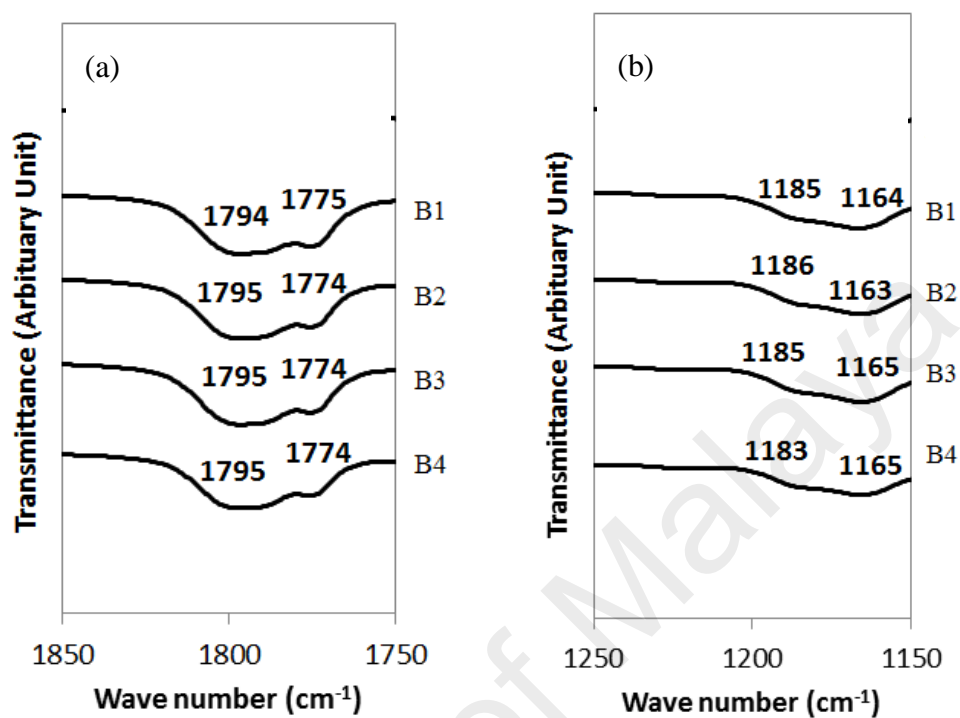 (a)
Transmittance (Arbituary Unit)
1794 1775 B1
1795 1774 B2
1795 1774 B3
1795 1774 B4
1850 1800 1750
Wave number (cm-1)
(b)
Transmittance (Arbituary Unit)
1185 1164 B1
1186 1163 B2
1185 1165 B3
1183 1165 B4
1250 1200 1150
Wave number (cm-1)
of Malaya